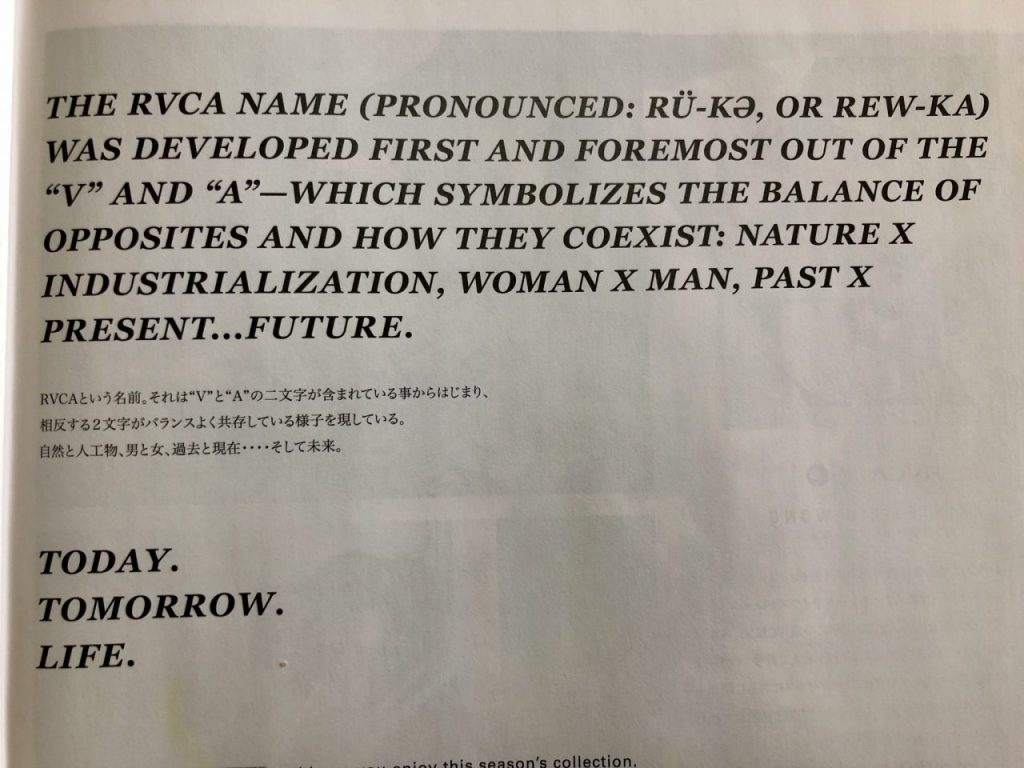 THE RVCA NAME (PRONOUNCED: RÜ-KƏ, OR REW-KA)
WAS DEVELOPED FIRST AND FOREMOST OUT OF THE
“V” AND “A”—WHICH SYMBOLIZES THE BALANCE OF
OPPOSITES AND HOW THEY COEXIST: NATURE X
INDUSTRIALIZATION, WOMAN X MAN, PAST X
PRESENT...FUTURE.
RVCAという名前。それは“V”と“A”の二文字が含まれている事からはじまり、
相反する2文字がバランスよく共存している様子を現している。
自然と人工物、男と女、過去と現在・・・・そして未来。
TODAY.
TOMORROW.
LIFE.
enjoy this season’s collection.